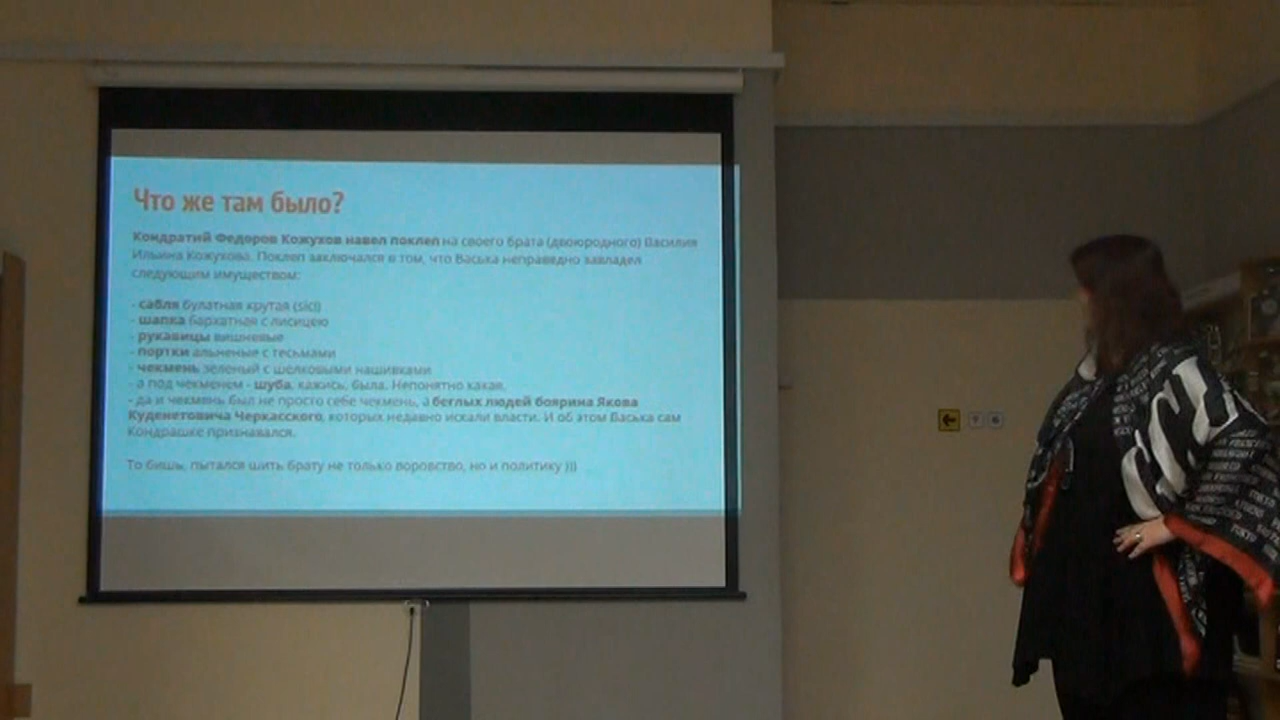 Что же там было?
Кондратий Федоров Кожухов навел поклеп на своего брата (двоюродного) Василия
Ильина Кожухова. Поклеп заключался в том, что Васька неправедно завладел
следующим имуществом:
- сабля булатная крутая (sic!)
- шапка бархатная с лисицею
- рукавицы вишневые
- портки альненые с тесьмами
- чекмень зеленый с шелковыми нашивками
- а под чекменем - шуба, кажись, была. Непонятно какая.
- да и чекмень был не просто себе чекмень, а беглых людей боярина Якова
Куденетовича Черкасского, которых недавно искали власти. И об этом Васька сам
Кондрашке признавался.
То бишь, пытался шить брату не только воровство, но и политику )))
TOKYO